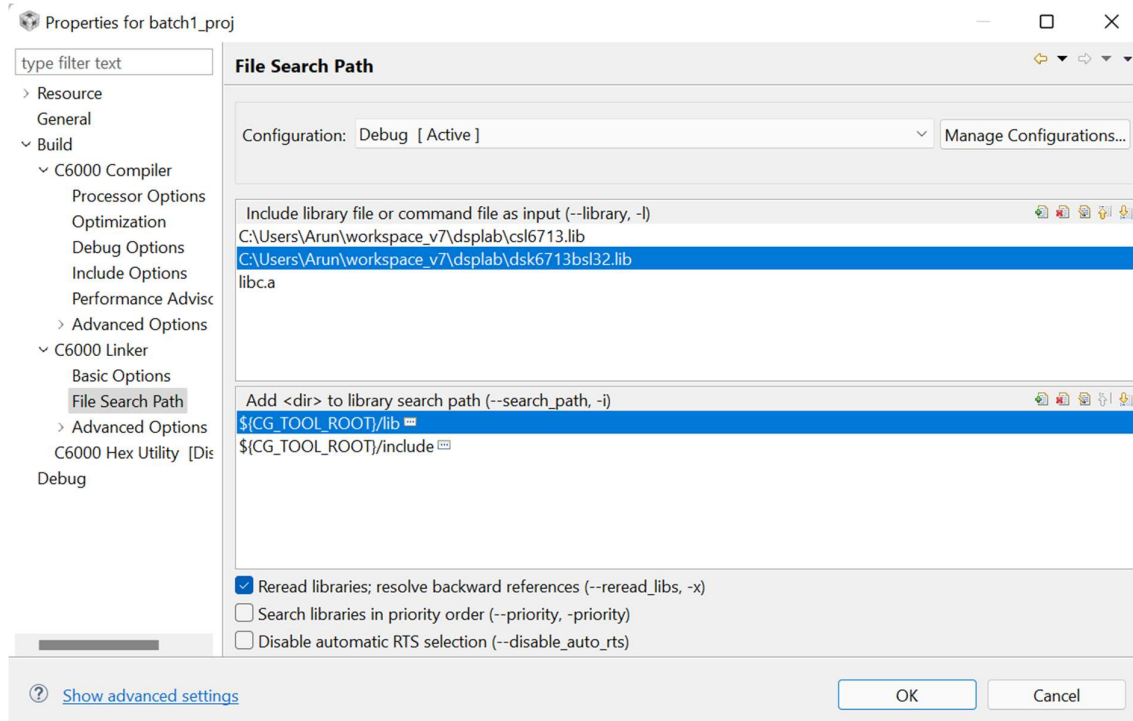 Properties for batch1_proj
type filter text
Resource
General
Build
C6000 Compiler
Processor Options
Optimization
Debug Options
Include Options
Performance Advisc
Advanced Options
C6000 Linker
Basic Options
File Search Path
Advanced Options
C6000 Hex Utility [Dis
Debug
File Search Path
Configuration: Debug [ Active ]
Manage Configurations...
Include library file or command file as input (--library, -l)
C:\Users\Arun\workspace_v7\dsplab\csl6713.lib
C:\Users\Arun\workspace_v7\dsplab\dsk6713bsl32.lib
libc.a
Add <dir> to library search path (--search_path, -i)
${CG_TOOL_ROOT}/lib
${CG_TOOL_ROOT}/include
Reread libraries; resolve backward references (--reread_libs, -x)
Search libraries in priority order (--priority, -priority)
Disable automatic RTS selection (--disable_auto_rts)
Show advanced settings
OK
Cancel